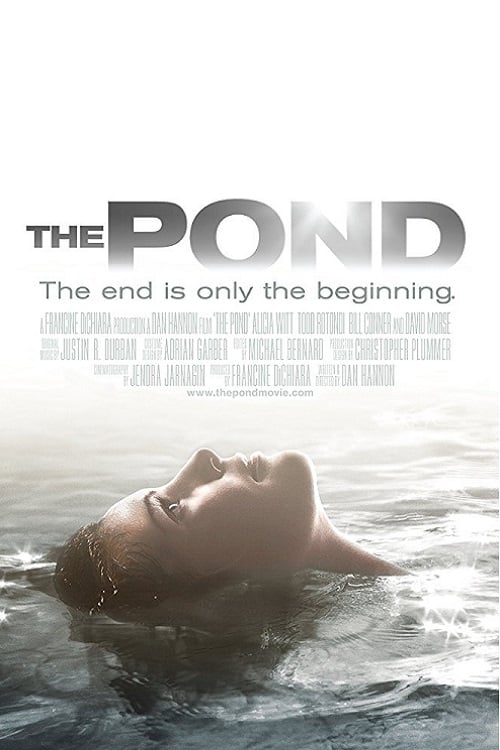 THE POND
The end is only the beginning.
A FRANCINE DICHIARA PRODUCTION A DAN HANNON FILM "THE POND" ALICIA WITT TODD ROTONDI BILL CONNER AND DAVID MORSE
ORIGINAL MUSIC BY JUSTIN R. DURBAN COSTUME DESIGN BY ADRIAN GARBER EDITED BY MICHAEL BERNARD PRODUCTION DESIGN BY CHRISTOPHER PLUMMER
CINEMATOGRAPHY BY JENDRA JARNAGIN PRODUCED BY FRANCINE DICHIARA WRITTEN & DIRECTED BY DAN HANNON
www.thepondmovie.com